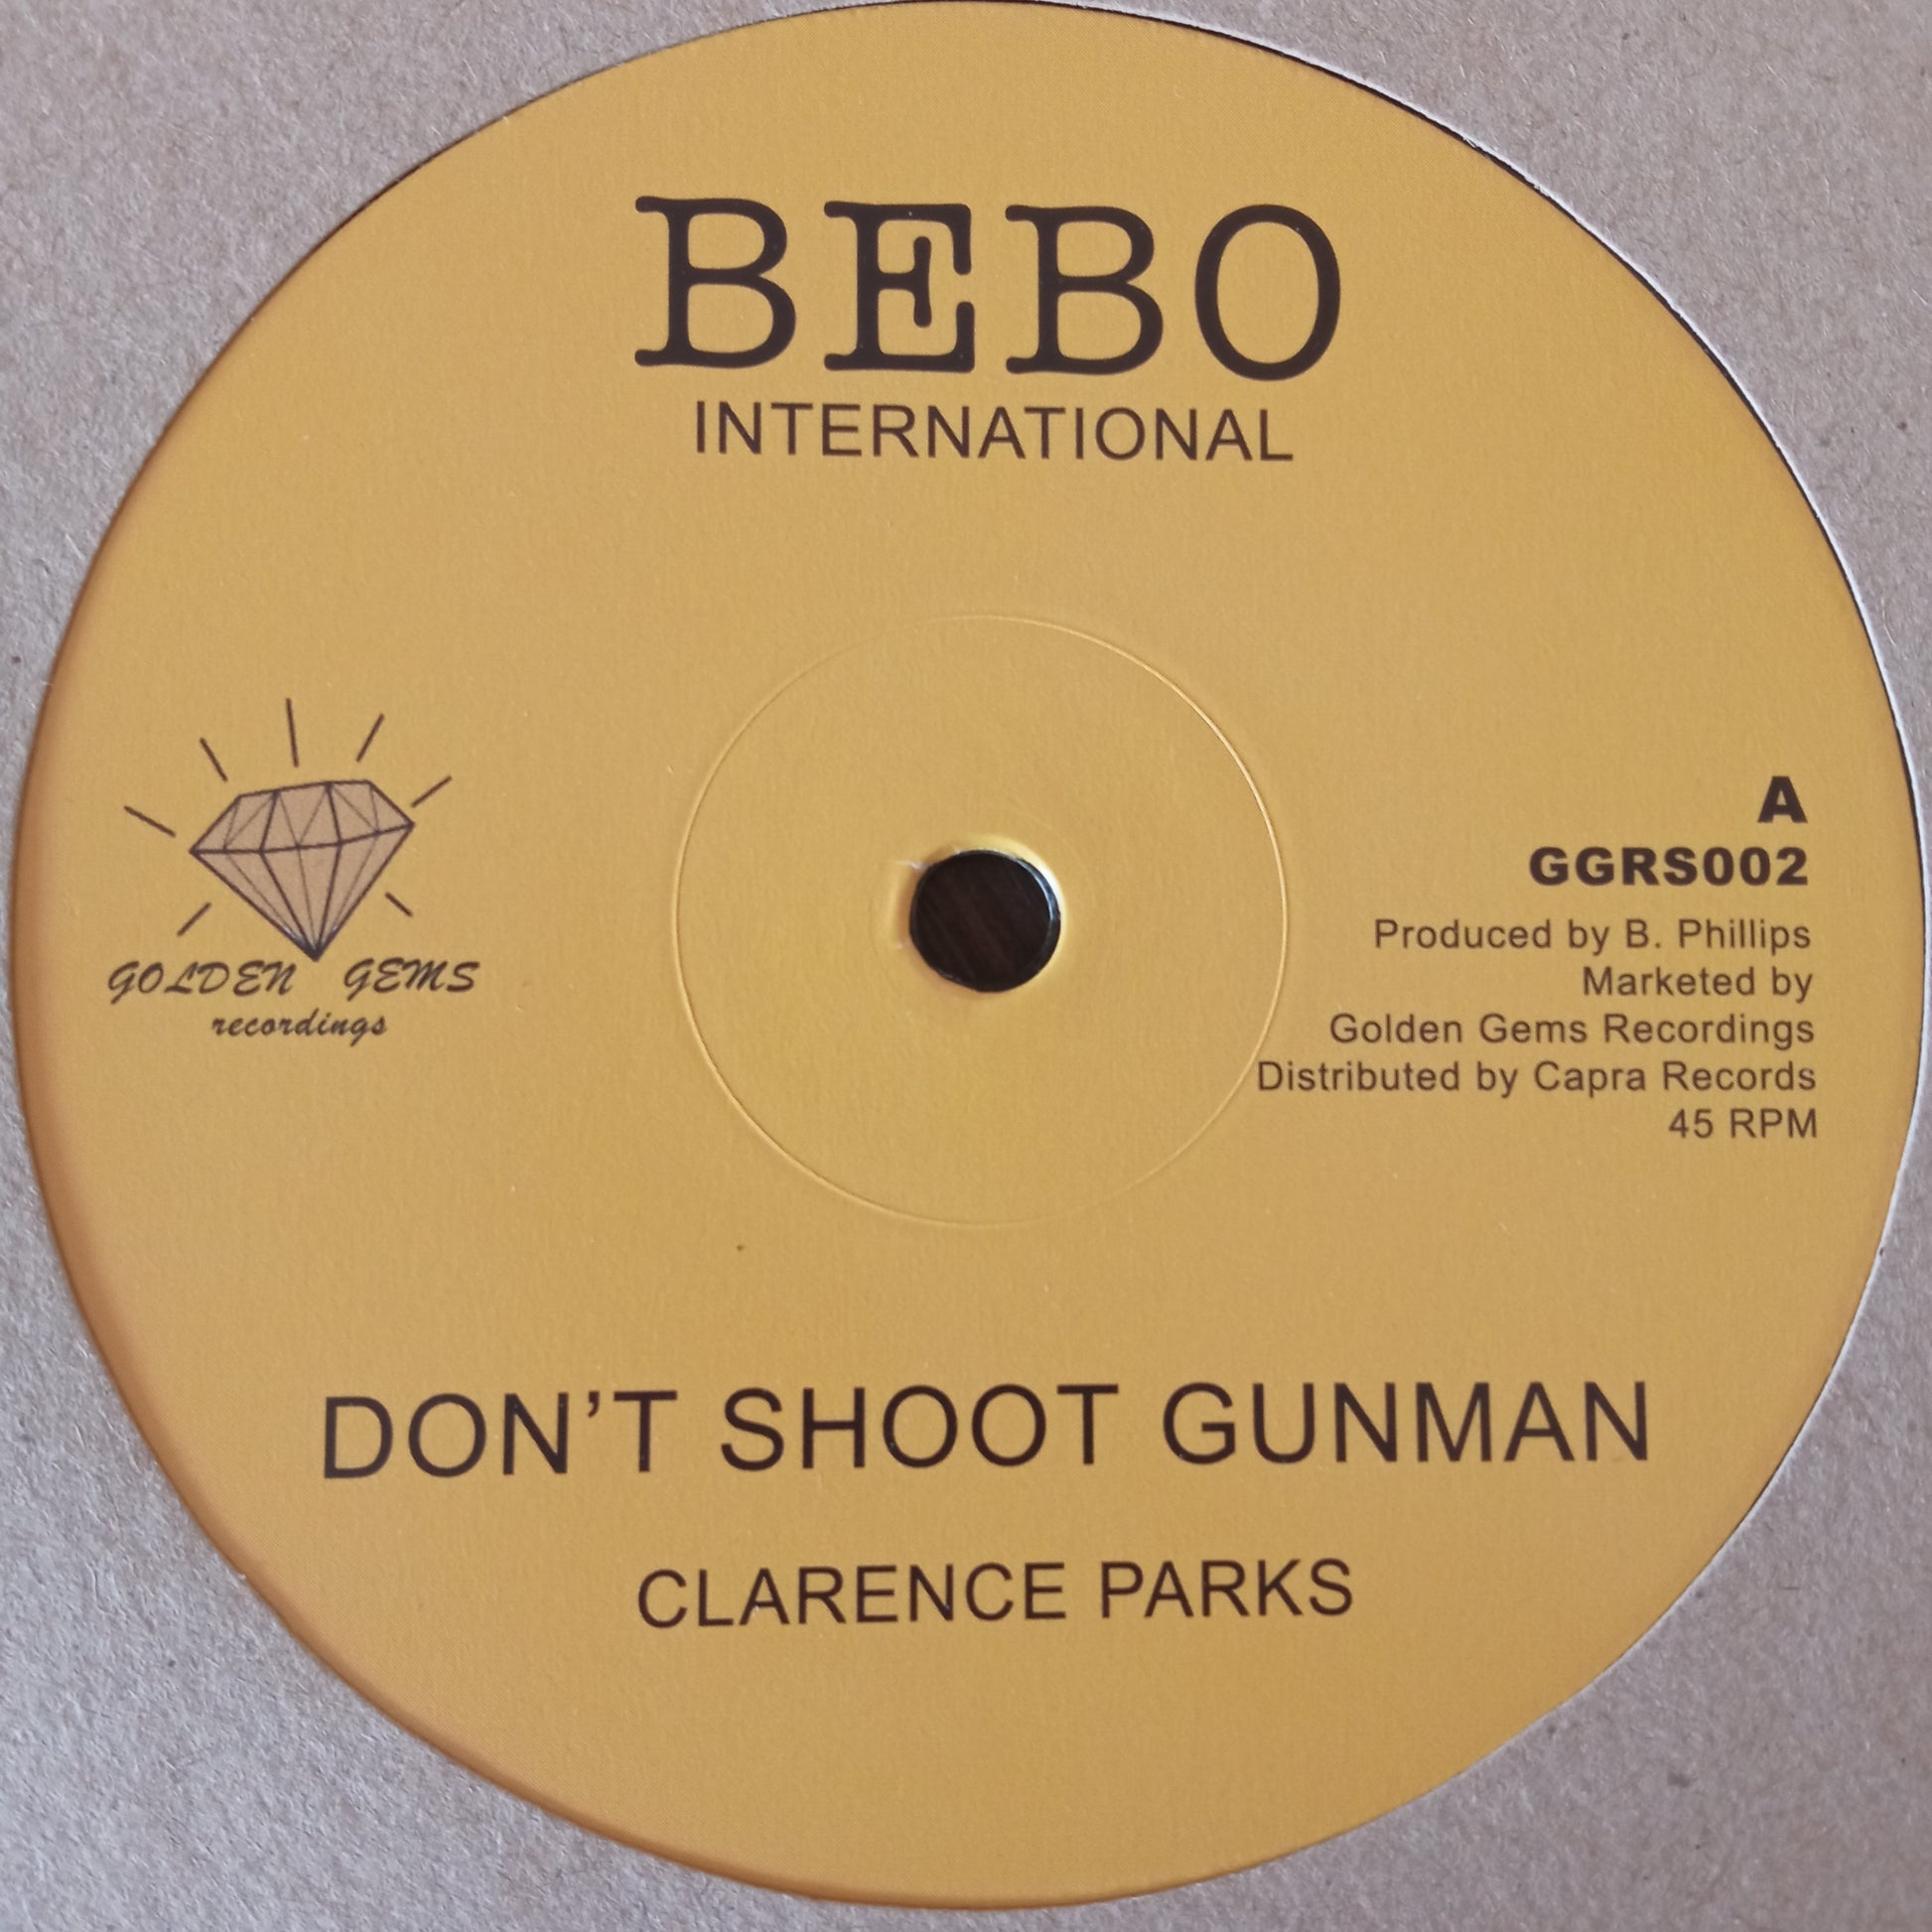 BEBO
INTERNATIONAL
GOLDEN GEMS
recordings
A
GGRS002
Produced by B. Phillips
Marketed by
Golden Gems Recordings
Distributed by Capra Records
45 RPM
DON'T SHOOT GUNMAN
CLARENCE PARKS